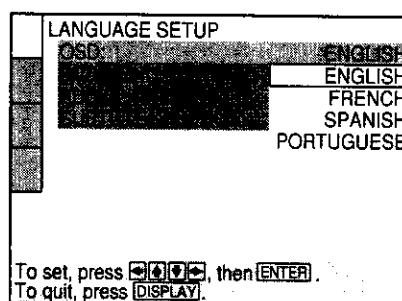 LANGUAGE SETUP
OSD: ENGLISH
ENGLISH
FRENCH
SPANISH
PORTUGUESE
To set, press ←↑↓→, then ENTER.
To quit, press DISPLAY.